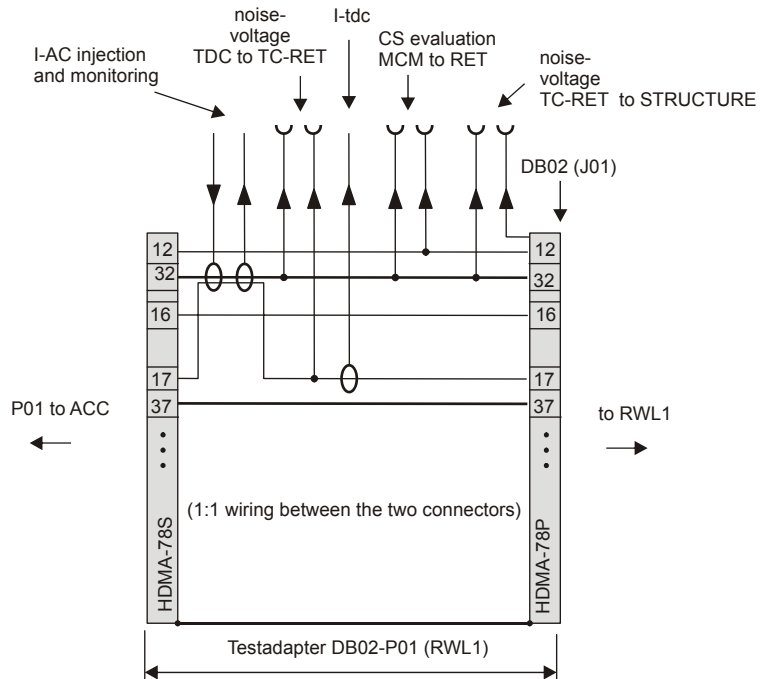 noise-
voltage
TDC to TC-RET
I-tdc
I-AC injection
and monitoring
CS evaluation
MCM to RET
noise-
voltage
TC-RET to STRUCTURE
DB02 (J01)
12
12
32
32
16
16
17
17
37
37
P01 to ACC
to RWL1
(1:1 wiring between the two connectors)
HDMA-78S
HDMA-78P
Testadapter DB02-P01 (RWL1)